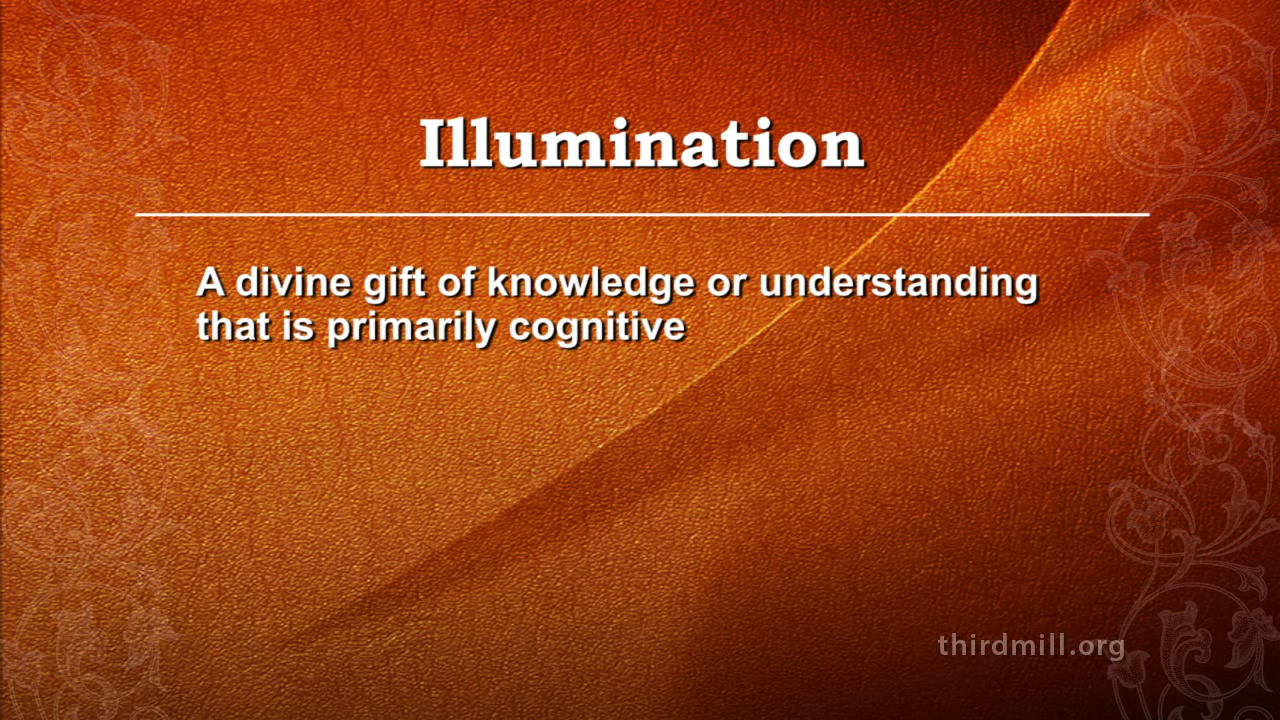 Illumination
A divine gift of knowledge or understanding
that is primarily cognitive
thirdmill.org